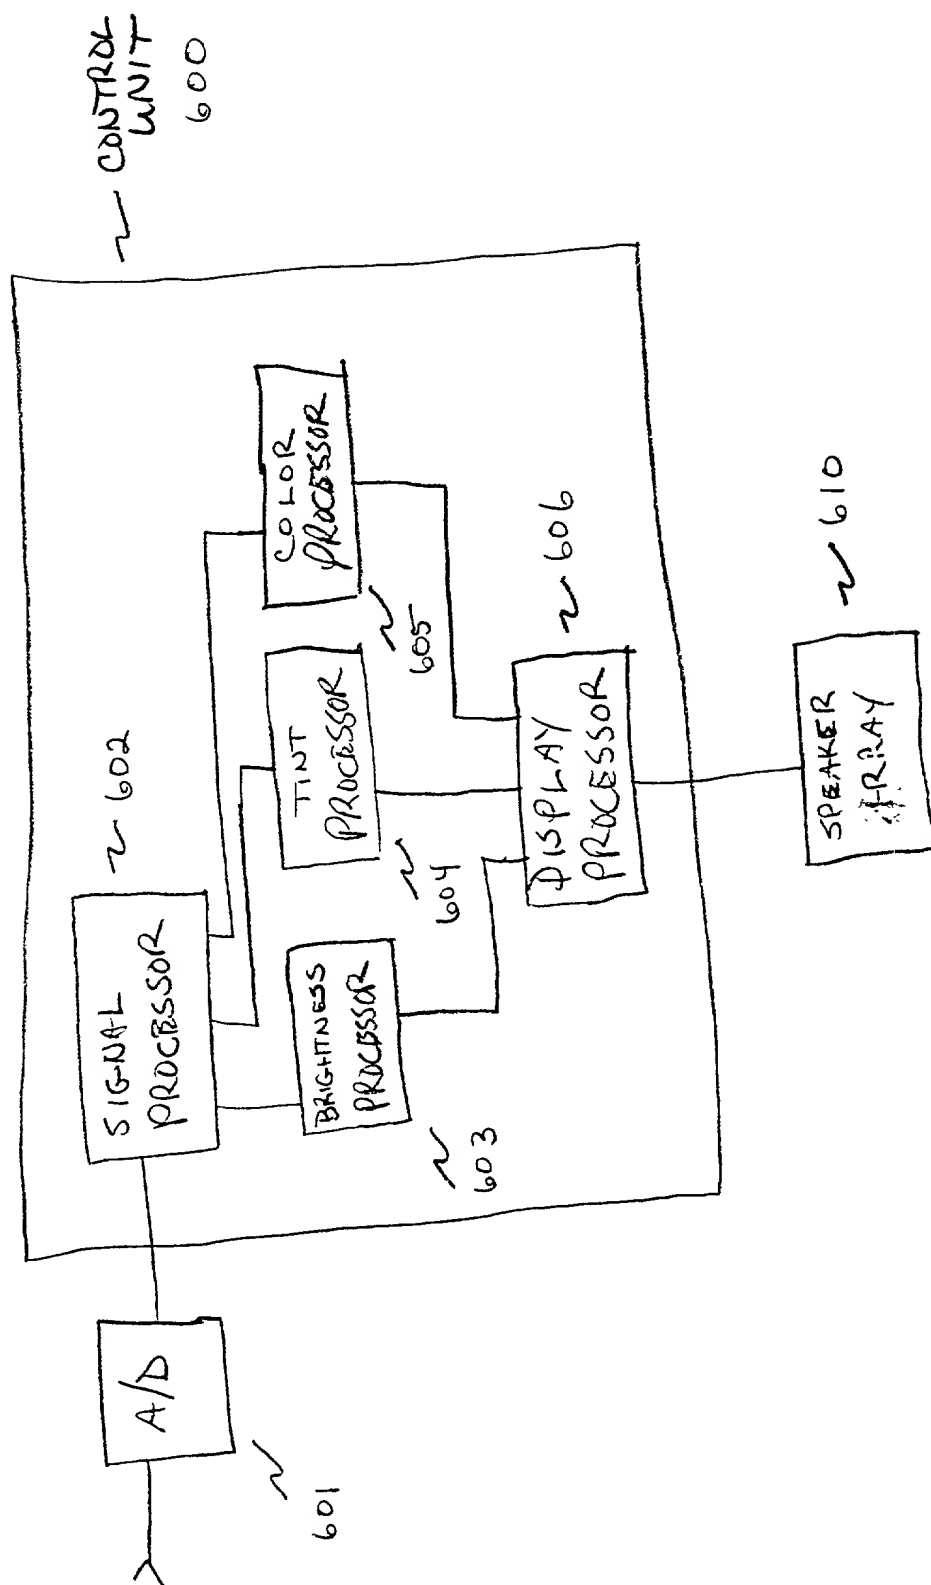 CONTROL
UNIT
600
SIGNAL
PROCESSOR
602
A/D
601
BRIGHTNESS
PROCESSOR
603
TINT
PROCESSOR
604
COLOR
PROCESSOR
605
DISPLAY
PROCESSOR
606
SPEAKER
ARRAY
610